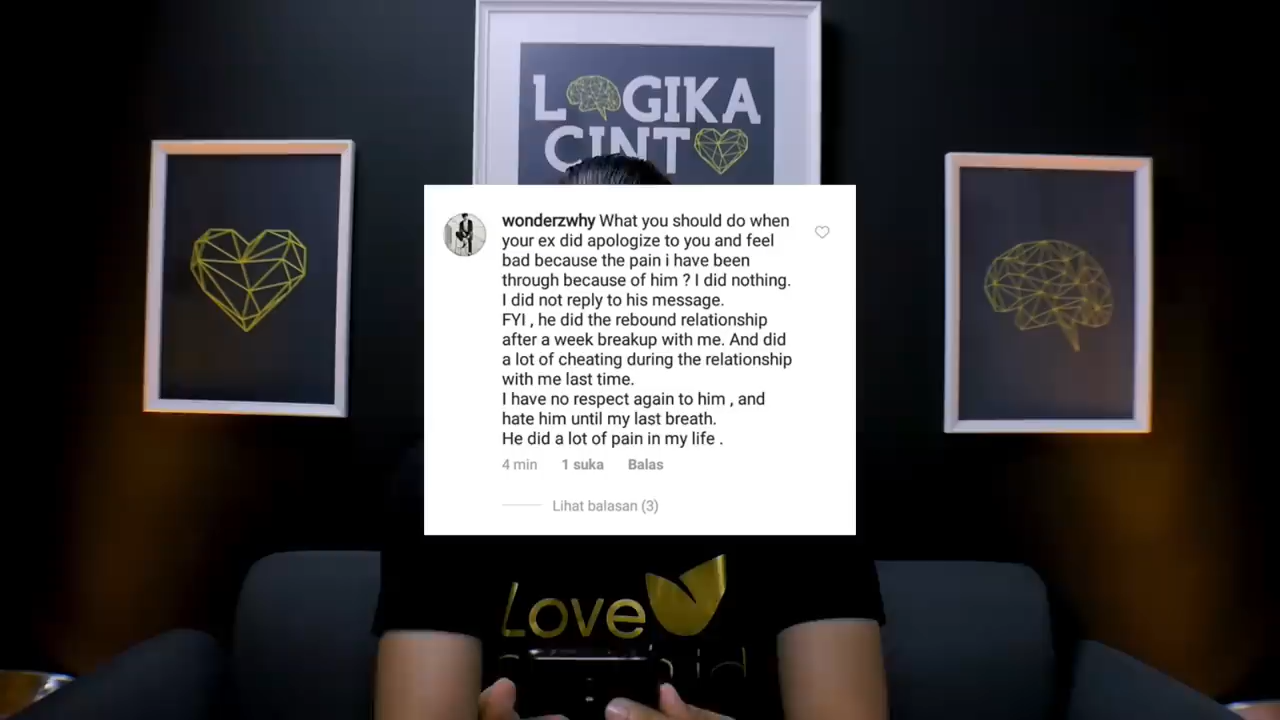 LOGIKA
CINT
wonderzwhy What you should do when
your ex did apologize to you and feel
bad because the pain i have been
through because of him ? I did nothing.
I did not reply to his message.
FYI , he did the rebound relationship
after a week breakup with me. And did
a lot of cheating during the relationship
with me last time.
I have no respect again to him , and
hate him until my last breath.
He did a lot of pain in my life .
4 min 1 suka Balas
Lihat balasan (3)
Love